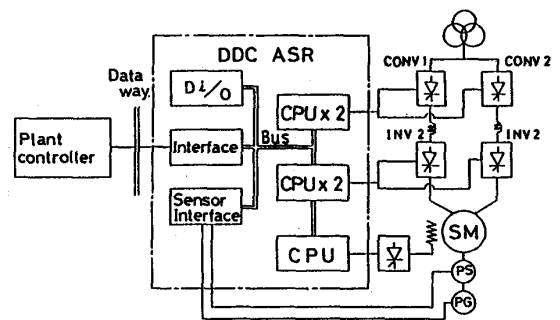 DDC ASR
CONV 1
CONV 2
Data
way.
DI/O
CPU x 2
Plant
controller
Interface
Bus
INV 2
INV 2
CPU x 2
Sensor
Interface
CPU
SM
PS
PG